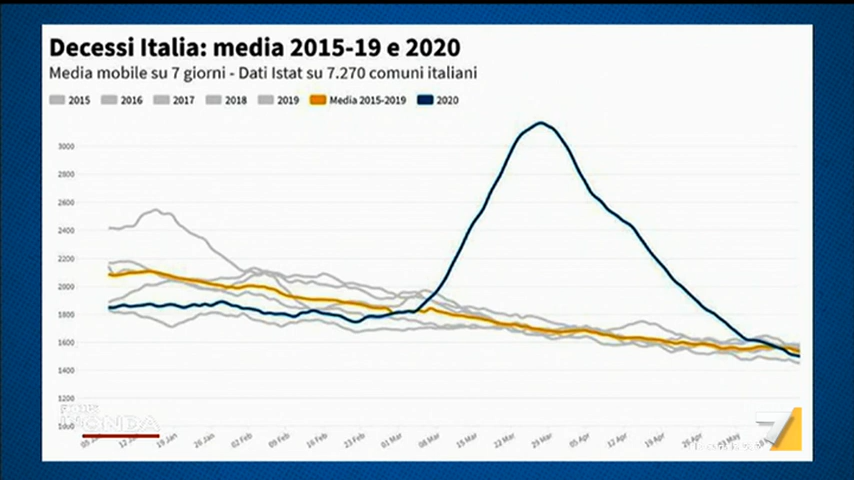 Decessi Italia: media 2015-19 e 2020
Media mobile su 7 giorni - Dati Istat su 7.270 comuni italiani
2015 2016 2017 2018 2019 Media 2015-2019 2020
3000
2800
2600
2400
2200
2000
1800
1600
1400
1200
19 Jan 26 Jan 02 Feb 09 Feb 16 Feb 23 Feb 01 Mar 08 Mar 15 Mar 22 Mar 29 Mar 05 Apr 12 Apr 19 Apr
L'ONDA
7